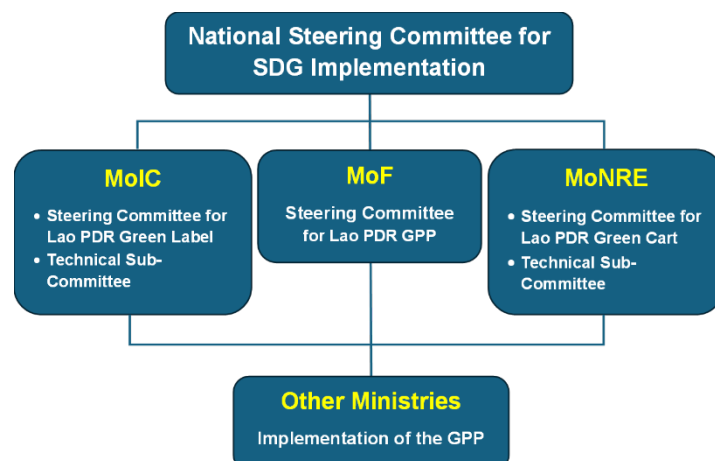 National Steering Committee for
SDG Implementation
MoIC
• Steering Committee for
Lao PDR Green Label
• Technical Sub-
Committee
MoF
Steering Committee
for Lao PDR GPP
MoNRE
• Steering Committee for
Lao PDR Green Cart
• Technical Sub-
Committee
Other Ministries
Implementation of the GPP